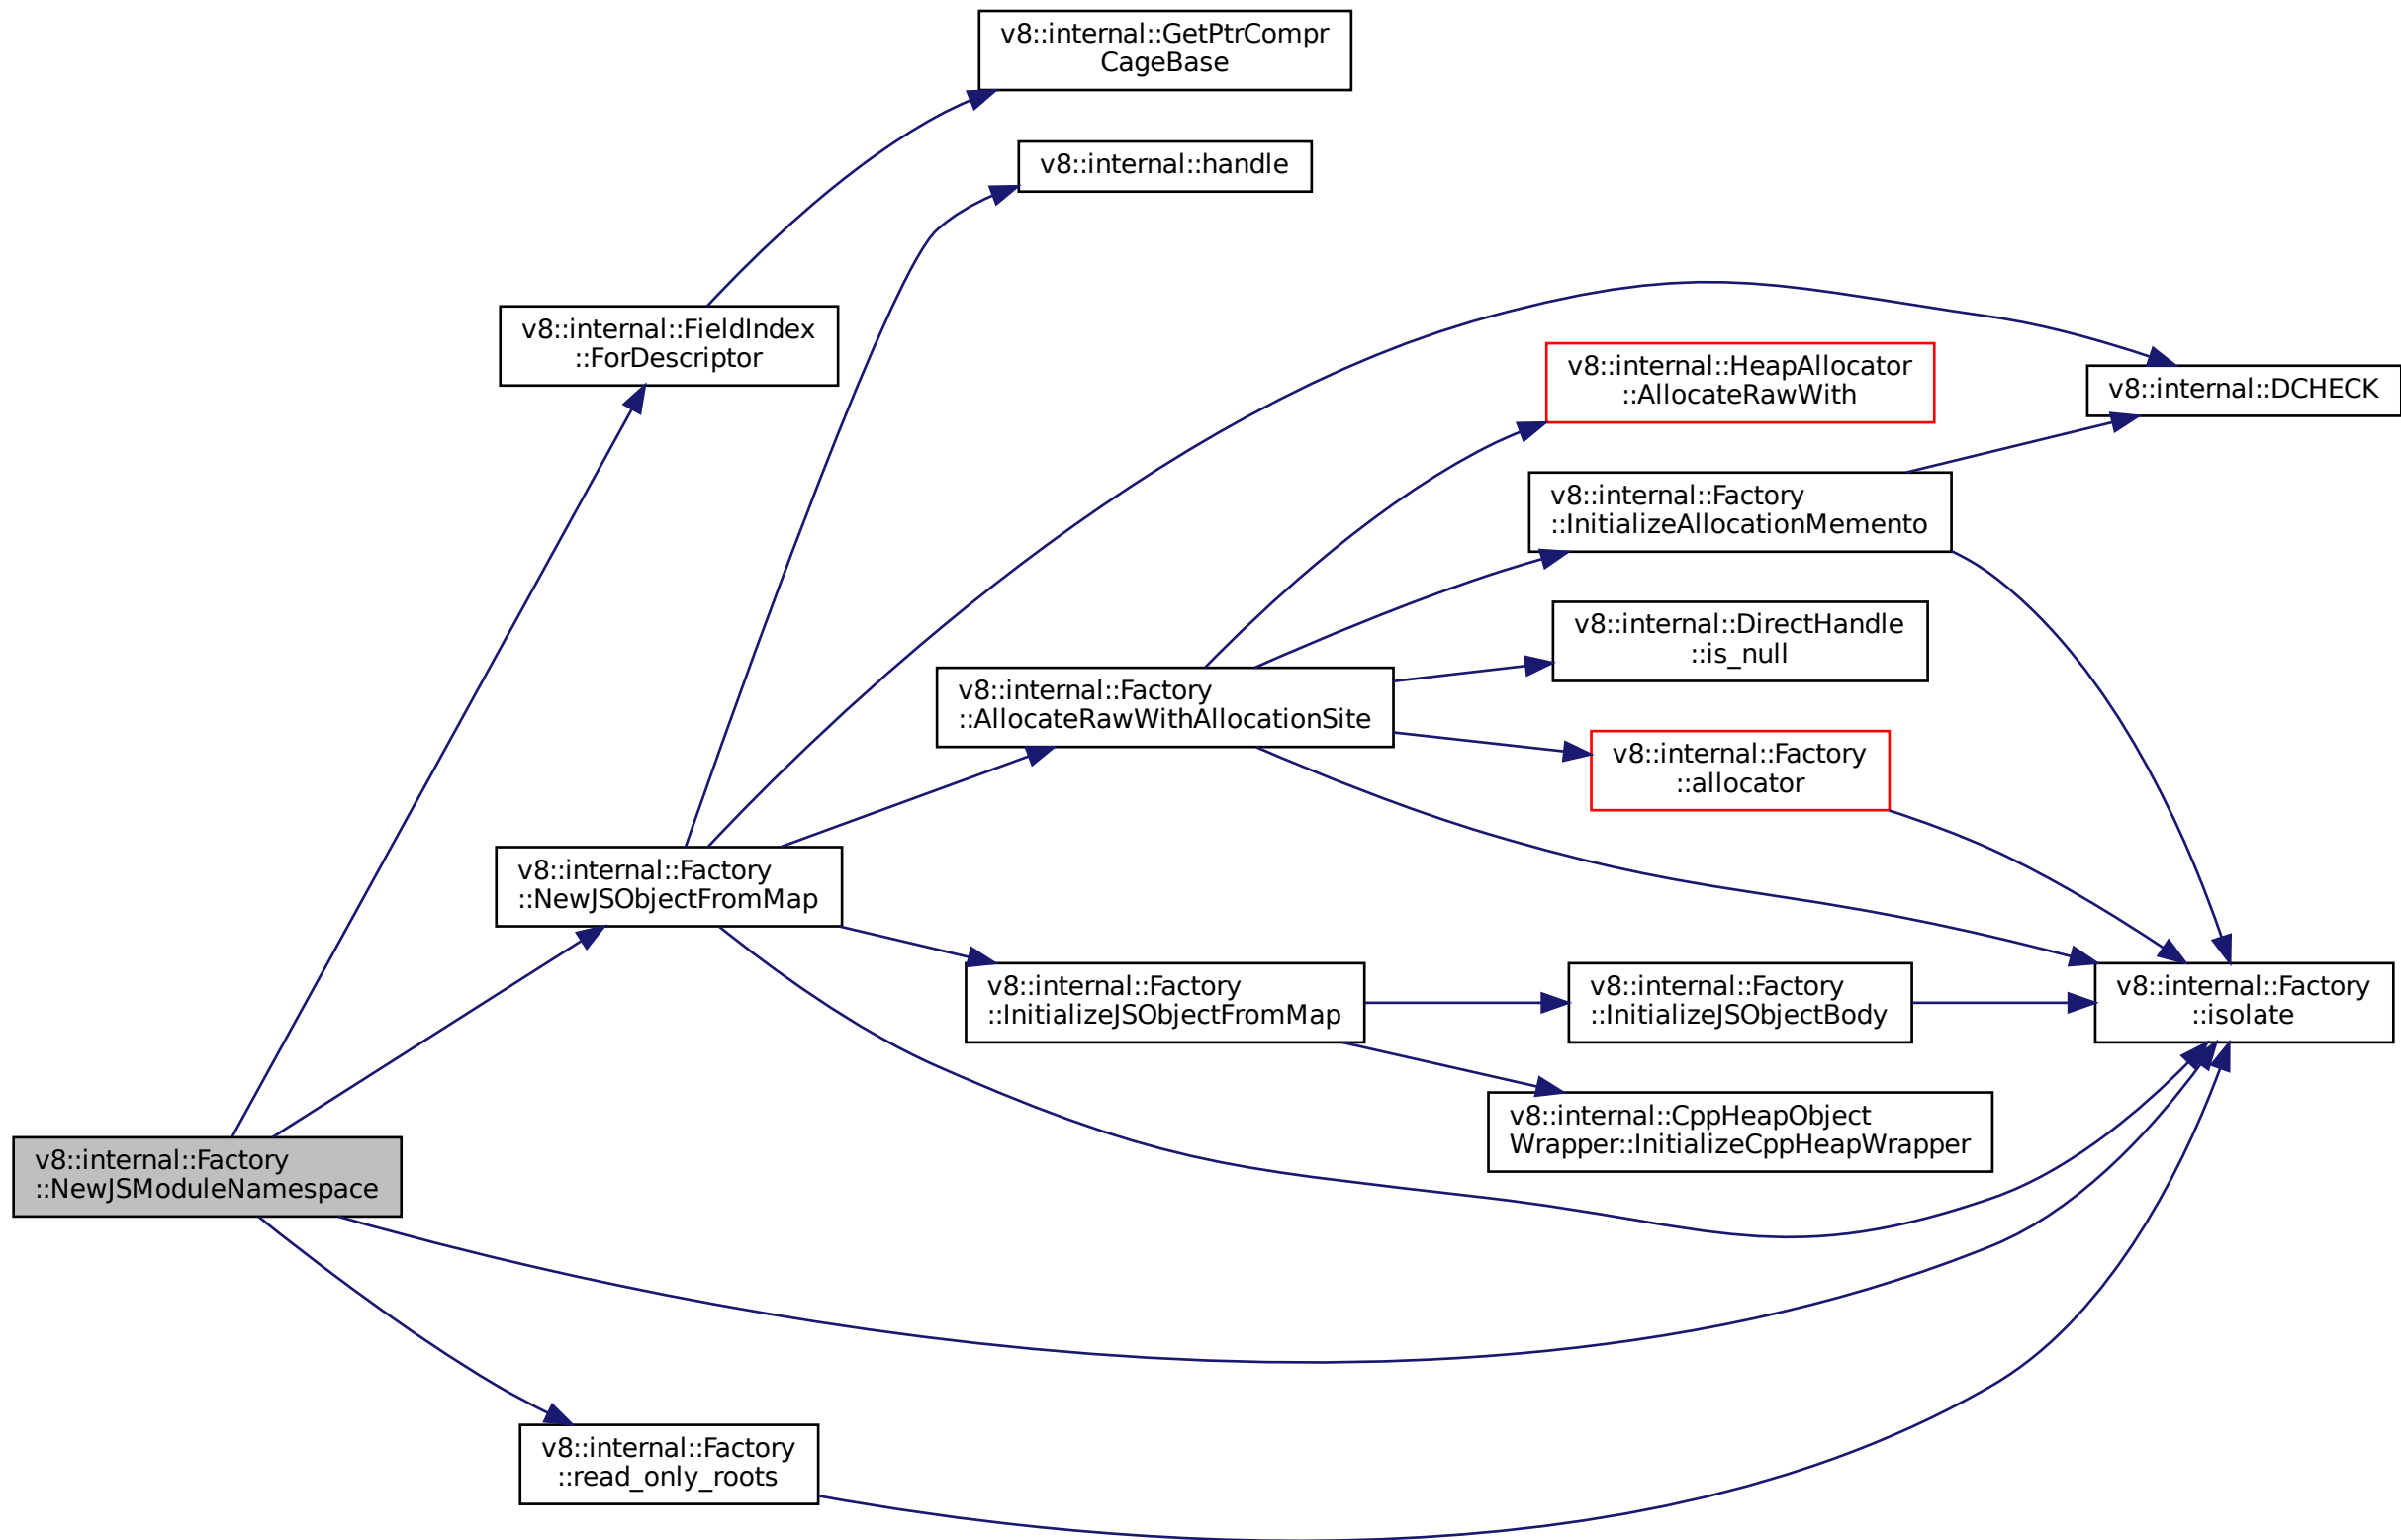 v8::internal::GetPtrCompr
CageBase
v8::internal::handle
v8::internal::FieldIndex
::ForDescriptor
v8::internal::HeapAllocator
::AllocateRawWith
v8::internal::DCHECK
v8::internal::Factory
::InitializeAllocationMemento
v8::internal::DirectHandle
::is_null
v8::internal::Factory
::AllocateRawWithAllocationSite
v8::internal::Factory
::allocator
v8::internal::Factory
::NewJSObjectFromMap
v8::internal::Factory
::InitializeJSObjectFromMap
v8::internal::Factory
::InitializeJSObjectBody
v8::internal::Factory
::isolate
v8::internal::CppHeapObject
Wrapper::InitializeCppHeapWrapper
v8::internal::Factory
::NewJSModuleNamespace
v8::internal::Factory
::read_only_roots